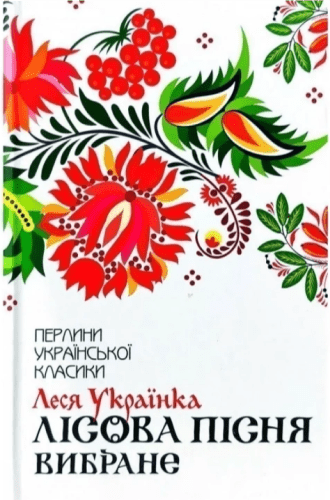 ПЕРЛИНИ
УКРАЇНСЬКОЇ
КЛАСИКИ
Леся Українка
ЛІСОВА ПІСНЯ
ВИБРАНЕ